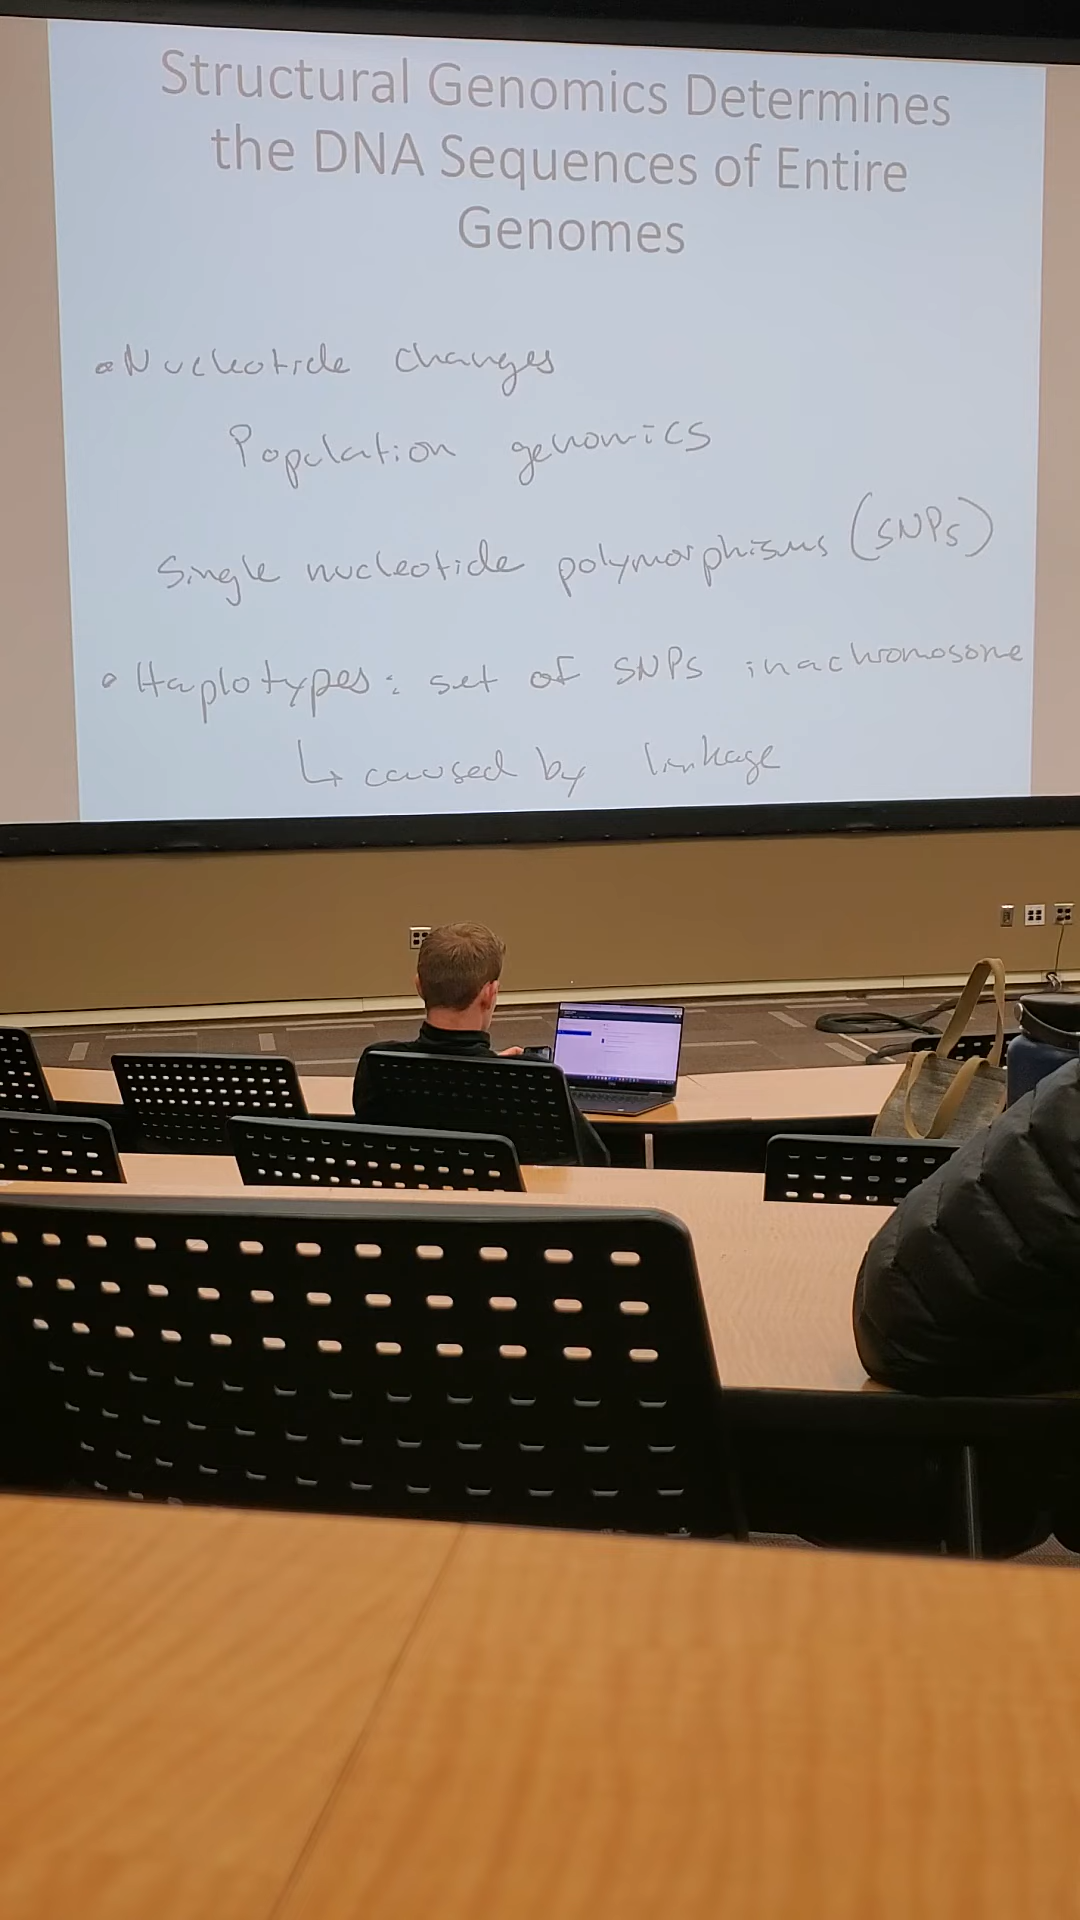 Structural Genomics Determines
the DNA Sequences of Entire
Genomes
• Nucleotide changes
Population genomics
Single nucleotide polymorphisms (SNPs)
• Haplotypes: set of SNPs in a chromosome
↳ caused by linkage